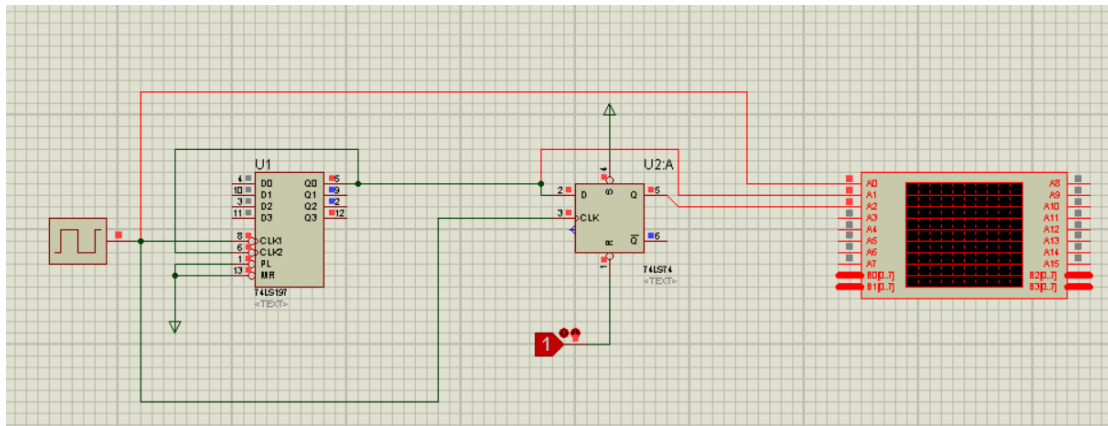 U1
4 D0 Q0 5
10 D1 Q1 9
3 D2 Q2 2
11 D3 Q3 12
8 CLK1
6 CLK2
1 PL
13 MR
74LS197
<TEXT>
U2:A
4
S
2 D Q 5
3 CLK
Q 6
R
1
74LS74
<TEXT>
1
A0 A8
A1 A9
A2 A10
A3 A11
A4 A12
A5 A13
A6 A14
A7 A15
B0[0..7] B2[0..7]
B1[0..7] B3[0..7]